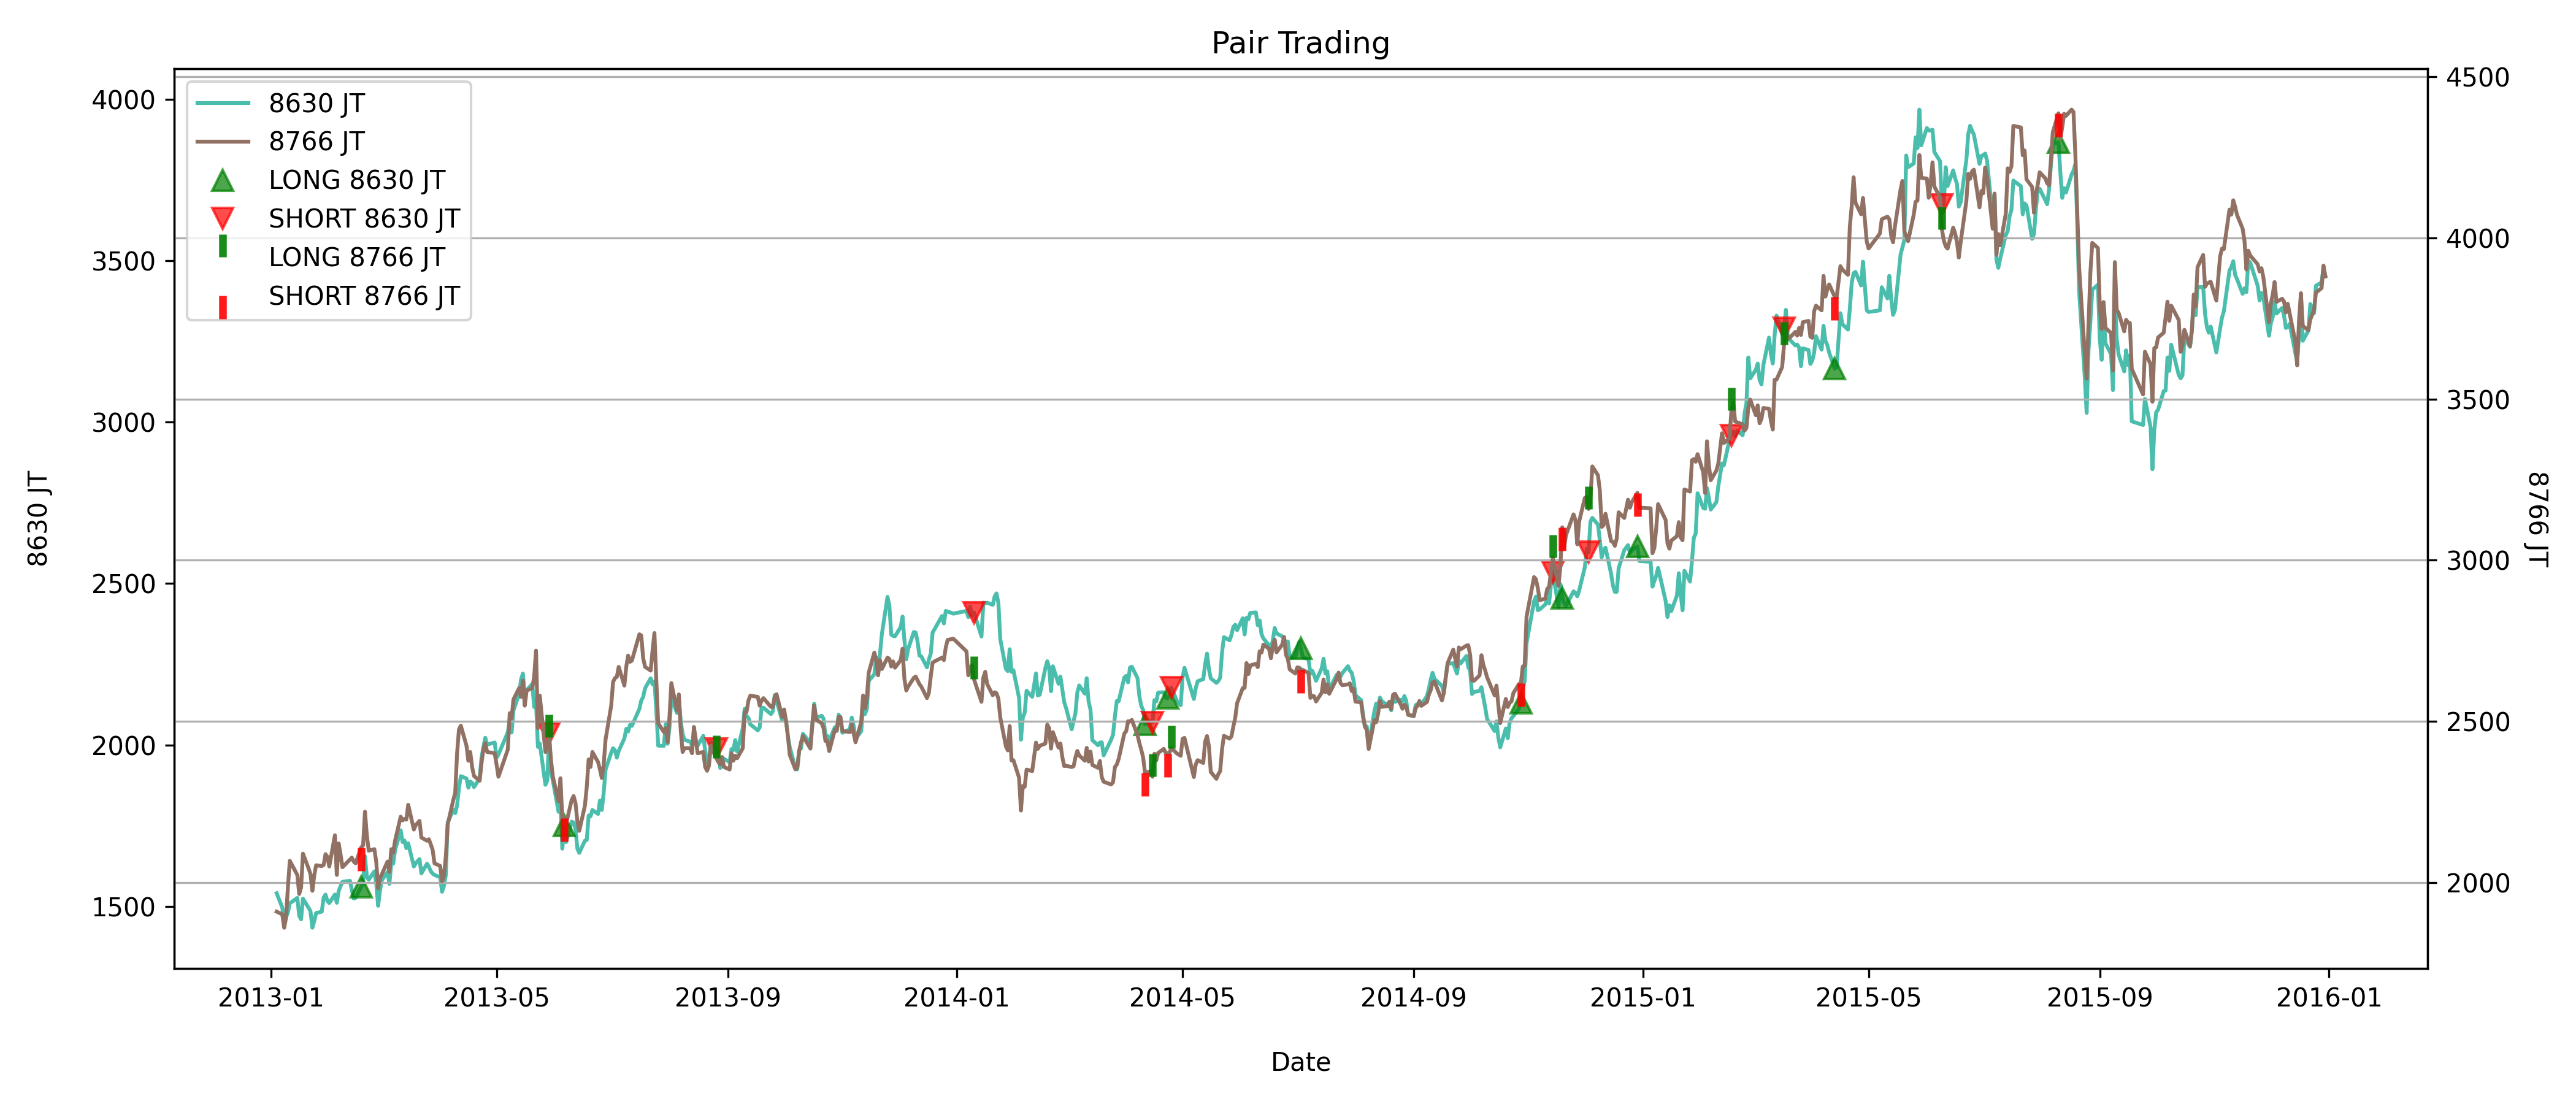 Pair Trading
8630 JT
8766 JT
LONG 8630 JT
SHORT 8630 JT
LONG 8766 JT
SHORT 8766 JT
4000
3500
3000
2500
2000
1500
8630 JT
4500
4000
3500
3000
2500
2000
8766 JT
2013-01 2013-05 2013-09 2014-01 2014-05 2014-09 2015-01 2015-05 2015-09 2016-01
Date